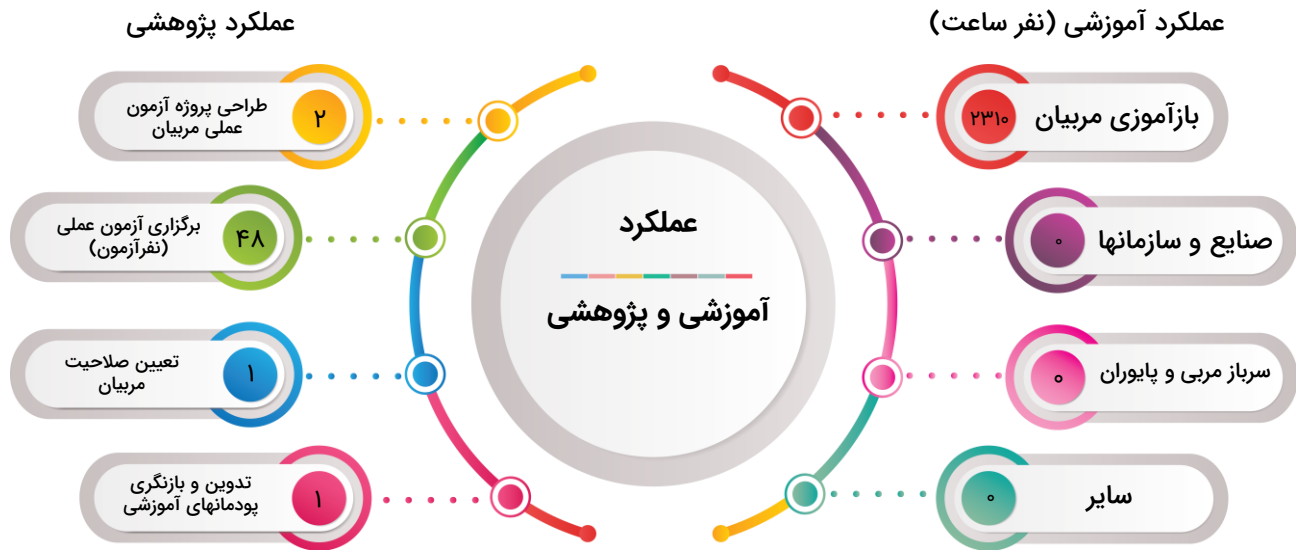 عملکرد آموزشی (نفر ساعت)
بازآموزی مربیان
۲۳۱۰
صنایع و سازمانها
۰
سرباز مربی و پایوران
۰
سایر
۰
عملکرد
آموزشی و پژوهشی
عملکرد پژوهشی
۲
طراحی پروژه آزمون
عملی مربیان
۴۸
برگزاری آزمون عملی
(نفرآزمون)
۱
تعیین صلاحیت
مربیان
۱
تدوین و بازنگری
پودمانهای آموزشی